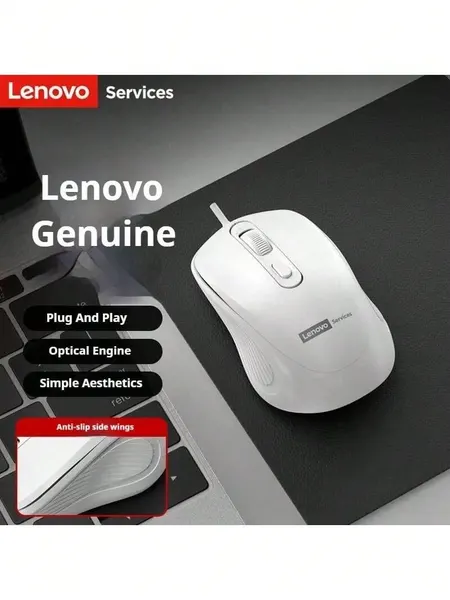 Lenovo Services
Lenovo
Genuine
Plug And Play
Optical Engine
Simple Aesthetics
Anti-slip side wings
Lenovo Services